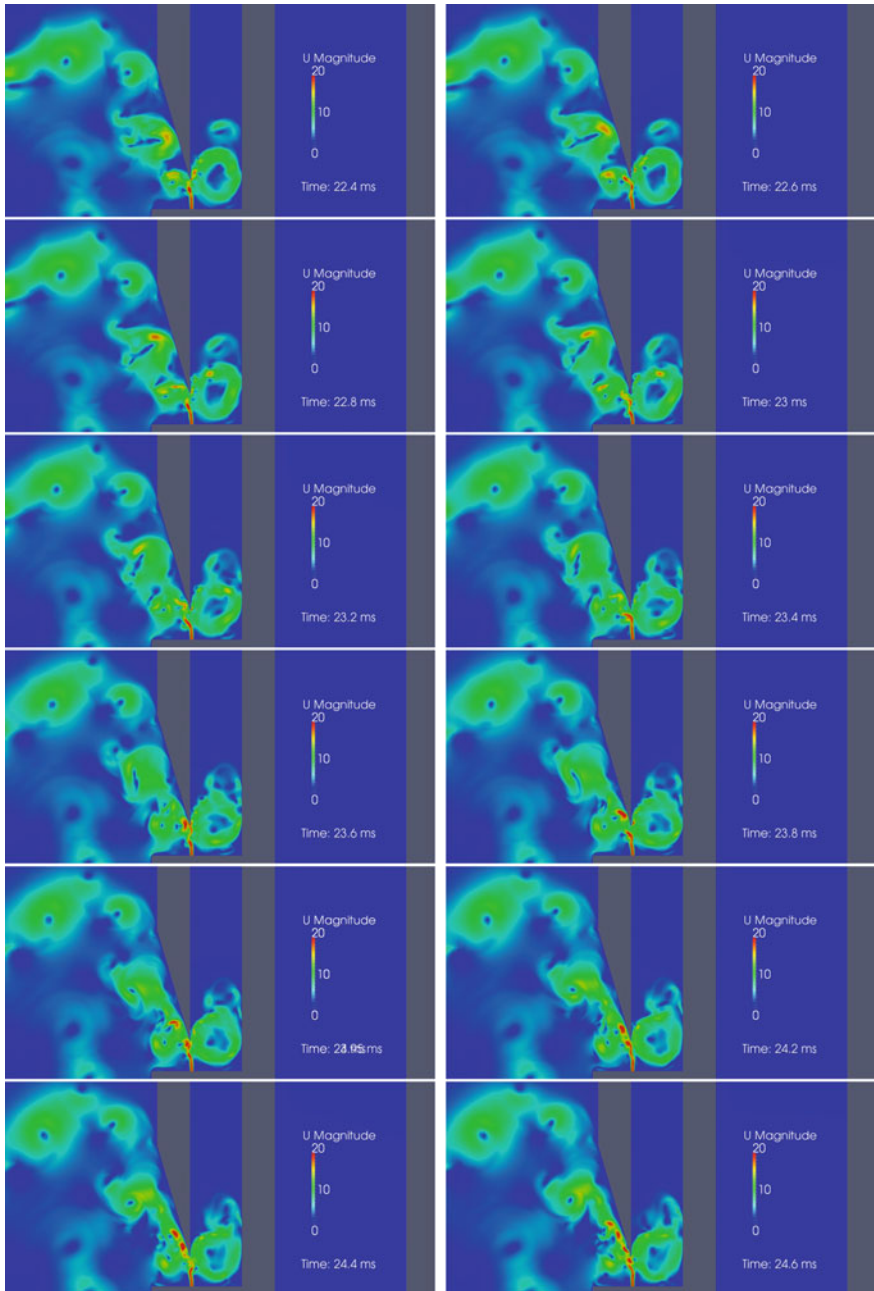 U Magnitude
20
10
0
Time: 22.4 ms
U Magnitude
20
10
0
Time: 22.6 ms
U Magnitude
20
10
0
Time: 22.8 ms
U Magnitude
20
10
0
Time: 23 ms
U Magnitude
20
10
0
Time: 23.2 ms
U Magnitude
20
10
0
Time: 23.4 ms
U Magnitude
20
10
0
Time: 23.6 ms
U Magnitude
20
10
0
Time: 23.8 ms
U Magnitude
20
10
0
Time: ms
U Magnitude
20
10
0
Time: 24.2 ms
U Magnitude
20
10
0
Time: 24.4 ms
U Magnitude
20
10
0
Time: 24.6 ms